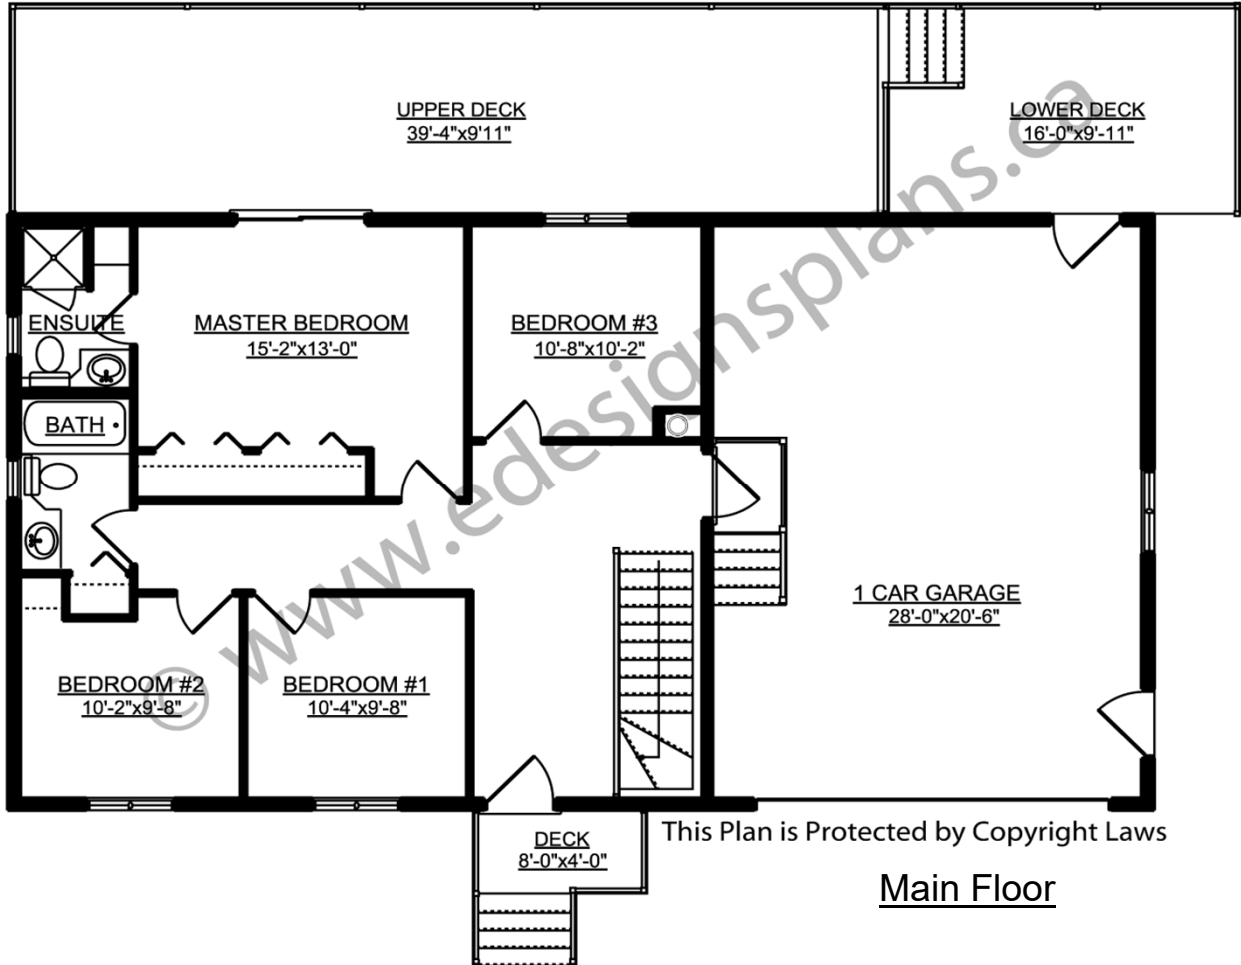 UPPER DECK
39'-4"x9'11"
LOWER DECK
16'-0"x9'-11"
ENSUITE
MASTER BEDROOM
15'-2"x13'-0"
BEDROOM #3
10'-8"x10'-2"
BATH
1 CAR GARAGE
28'-0"x20'-6"
BEDROOM #2
10'-2"x9'-8"
BEDROOM #1
10'-4"x9'-8"
© www.edesignsplans.ca
DECK
8'-0"x4'-0"
This Plan is Protected by Copyright Laws
Main Floor